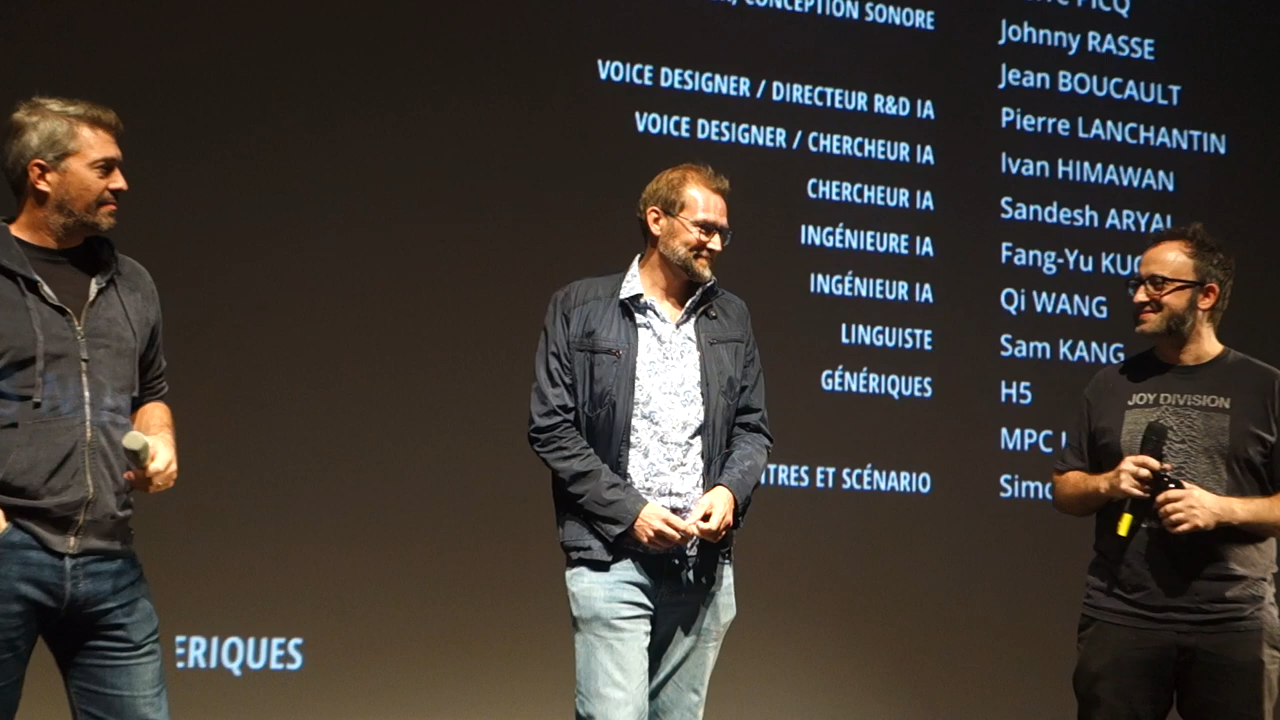 CONCEPTION SONORE
PICQ
Johnny RASSE
Jean BOUCAULT
VOICE DESIGNER / DIRECTEUR R&D IA
Pierre LANCHANTIN
VOICE DESIGNER / CHERCHEUR IA
Ivan HIMAWAN
CHERCHEUR IA
Sandesh
INGÉNIEURE IA
Fang-Yu
INGÉNIEUR IA
Qi WANG
LINGUISTE
Sam KANG
GÉNÉRIQUES
H5
MPC
ET SCÉNARIO
JOY DIVISION